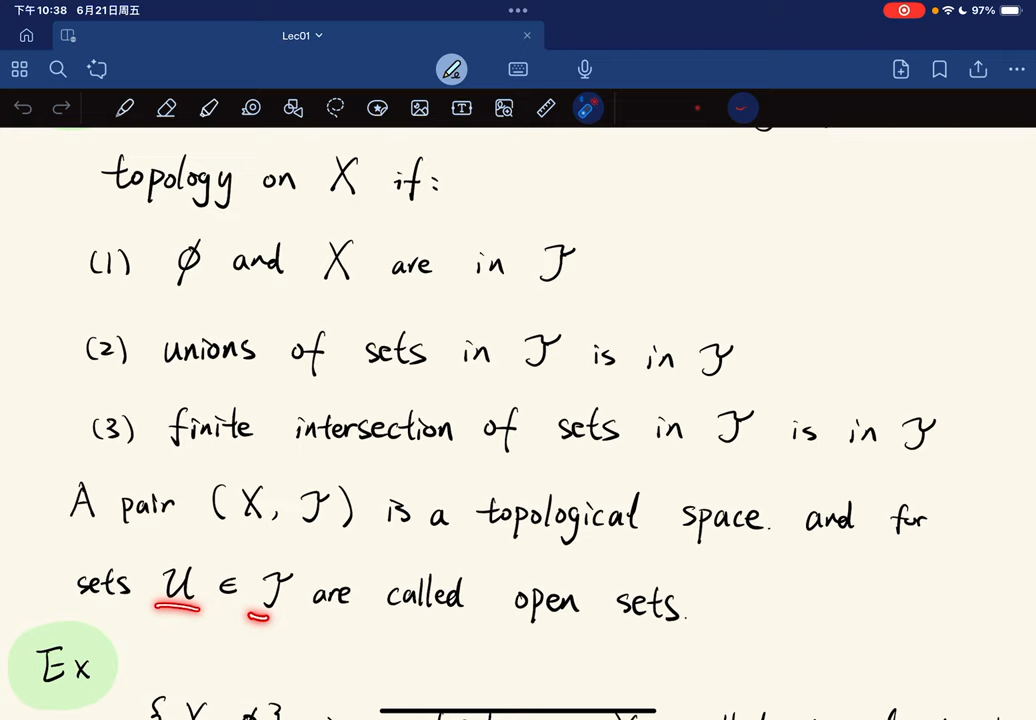 下午10:38 6月21日周五
97%
Lec01
topology on X if:
(1) ∅ and X are in 𝒯
(2) unions of sets in 𝒯 is in 𝒯
(3) finite intersection of sets in 𝒯 is in 𝒯
A pair (X, 𝒯) is a topological space. and for
sets U ∈ 𝒯 are called open sets.
Ex